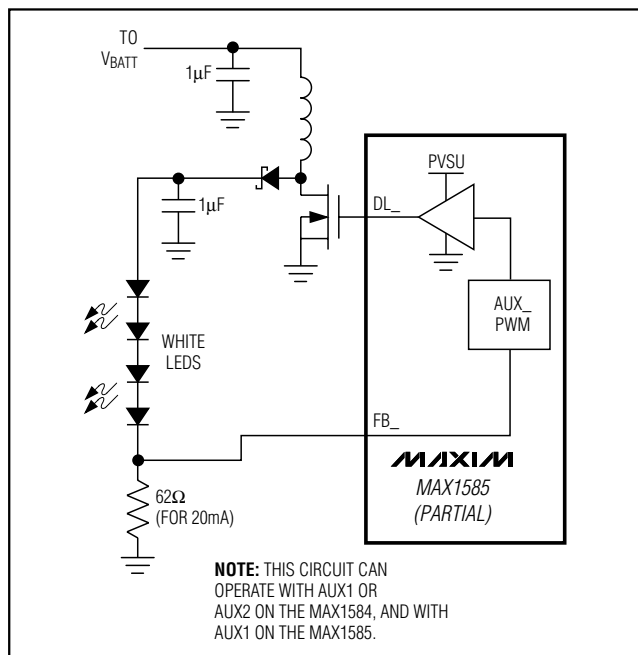 TO
VBATT
1µF
PVSU
DL_
1µF
AUX_
PWM
WHITE
LEDS
FB_
MAXIM
MAX1585
(PARTIAL)
62Ω
(FOR 20mA)
NOTE: THIS CIRCUIT CAN
OPERATE WITH AUX1 OR
AUX2 ON THE MAX1584, AND WITH
AUX1 ON THE MAX1585.